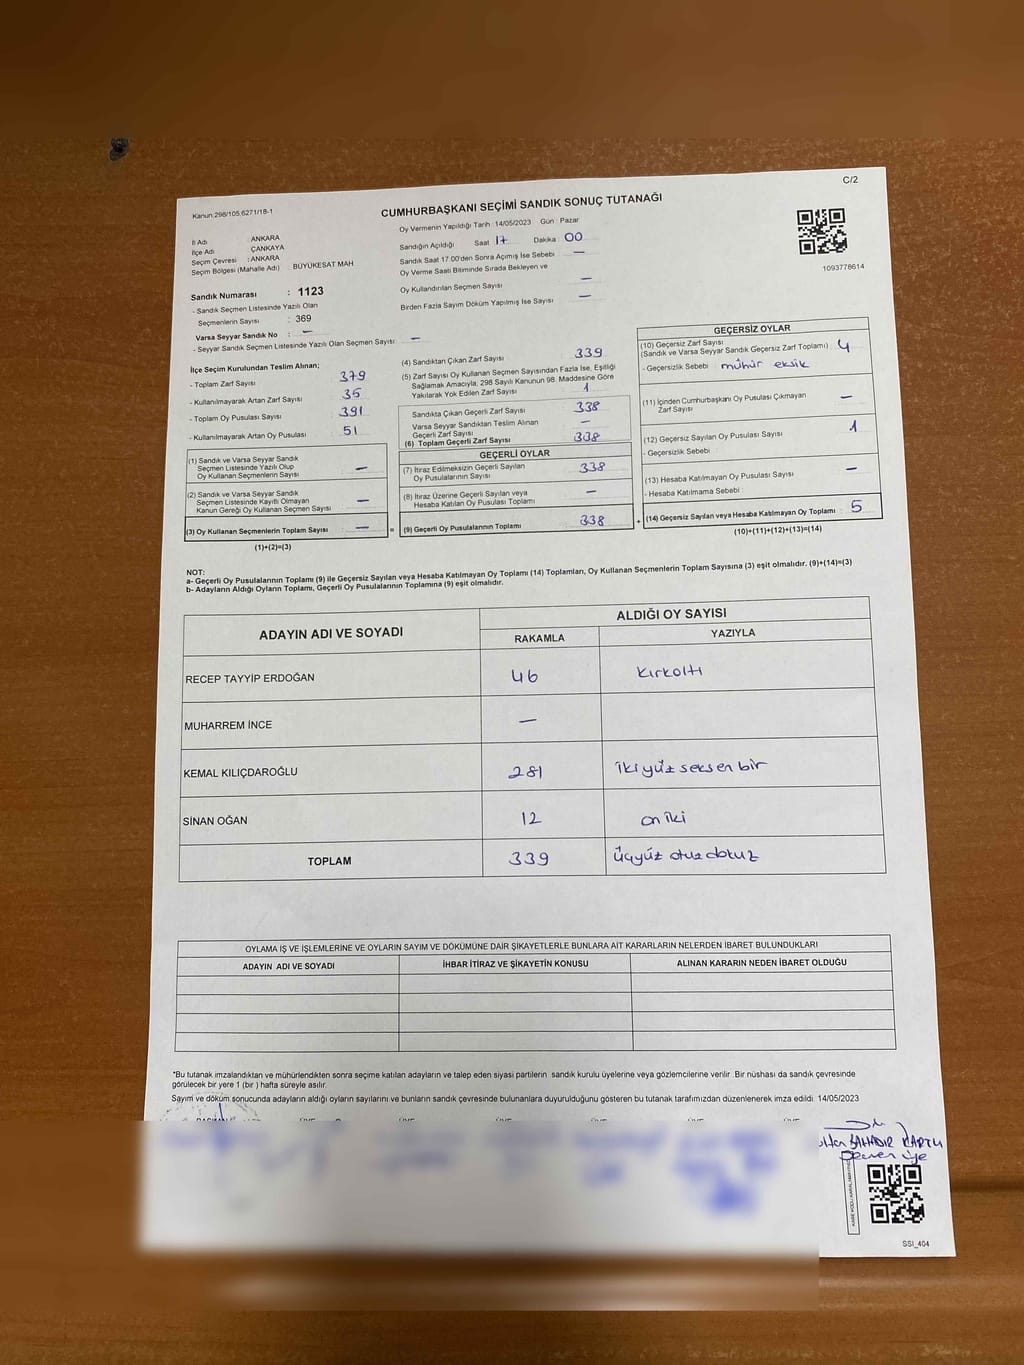 C/2
Kanun:298/105,6271/18-1
CUMHURBAŞKANI SEÇİMİ SANDIK SONUÇ TUTANAĞI
İl Adı : ANKARA
İlçe Adı : ÇANKAYA
Seçim Çevresi : ANKARA
Seçim Bölgesi (Mahalle Adı) : BÜYÜKESAT MAH
Sandık Numarası : 1123
- Sandık Seçmen Listesinde Yazılı Olan
Seçmenlerin Sayısı : 369
Varsa Seyyar Sandık No : —
- Seyyar Sandık Seçmen Listesinde Yazılı Olan Seçmen Sayısı : —
Oy Vermenin Yapıldığı Tarih : 14/05/2023 Gün : Pazar
Sandığın Açıldığı Saat 17 Dakika 00
Sandık Saat 17.00'den Sonra Açılmış İse Sebebi —
Oy Verme Saati Bitiminde Sırada Bekleyen ve
Oy Kullandırılan Seçmen Sayısı —
Birden Fazla Sayım Döküm Yapılmış İse Sayısı —
1093778614
İlçe Seçim Kurulundan Teslim Alınan;
- Toplam Zarf Sayısı 379
- Kullanılmayarak Artan Zarf Sayısı 35
- Toplam Oy Pusulası Sayısı 391
- Kullanılmayarak Artan Oy Pusulası 51
(1) Sandık ve Varsa Seyyar Sandık
Seçmen Listesinde Yazılı Olup
Oy Kullanan Seçmenlerin Sayısı —
(2) Sandık ve Varsa Seyyar Sandık
Seçmen Listesinde Kayıtlı Olmayan
Kanun Gereği Oy Kullanan Seçmen Sayısı —
(3) Oy Kullanan Seçmenlerin Toplam Sayısı —
(1)+(2)=(3)
=
(4) Sandıktan Çıkan Zarf Sayısı 339
(5) Zarf Sayısı Oy Kullanan Seçmen Sayısından Fazla İse, Eşitliği
Sağlamak Amacıyla, 298 Sayılı Kanunun 98. Maddesine Göre
Yakılarak Yok Edilen Zarf Sayısı 1
Sandıkta Çıkan Geçerli Zarf Sayısı 338
Varsa Seyyar Sandıktan Teslim Alınan
Geçerli Zarf Sayısı —
(6) Toplam Geçerli Zarf Sayısı 338
GEÇERLİ OYLAR
(7) İtiraz Edilmeksizin Geçerli Sayılan
Oy Pusulalarının Sayısı 338
(8) İtiraz Üzerine Geçerli Sayılan veya
Hesaba Katılan Oy Pusulası Toplamı —
(9) Geçerli Oy Pusulalarının Toplamı 338
+
GEÇERSİZ OYLAR
(10) Geçersiz Zarf Sayısı
(Sandık ve Varsa Seyyar Sandık Geçersiz Zarf Toplamı) 4
- Geçersizlik Sebebi : mühür eksik
(11) İçinden Cumhurbaşkanı Oy Pusulası Çıkmayan
Zarf Sayısı —
(12) Geçersiz Sayılan Oy Pusulası Sayısı 1
- Geçersizlik Sebebi :
(13) Hesaba Katılmayan Oy Pusulası Sayısı —
- Hesaba Katılmama Sebebi :
(14) Geçersiz Sayılan veya Hesaba Katılmayan Oy Toplamı : 5
(10)+(11)+(12)+(13)=(14)
NOT:
a- Geçerli Oy Pusulalarının Toplamı (9) ile Geçersiz Sayılan veya Hesaba Katılmayan Oy Toplamı (14) Toplamları, Oy Kullanan Seçmenlerin Toplam Sayısına (3) eşit olmalıdır. (9)+(14)=(3)
b- Adayların Aldığı Oyların Toplamı, Geçerli Oy Pusulalarının Toplamına (9) eşit olmalıdır.
ADAYIN ADI VE SOYADI
ALDIĞI OY SAYISI
RAKAMLA YAZIYLA
RECEP TAYYİP ERDOĞAN 46 kırkaltı
MUHARREM İNCE —
KEMAL KILIÇDAROĞLU 281 ikiyüz seksen bir
SİNAN OĞAN 12 on iki
TOPLAM 339 üçyüz otuz dokuz
OYLAMA İŞ VE İŞLEMLERİNE VE OYLARIN SAYIM VE DÖKÜMÜNE DAİR ŞİKAYETLERLE BUNLARA AİT KARARLARIN NELERDEN İBARET BULUNDUKLARI
ADAYIN ADI VE SOYADI İHBAR İTİRAZ VE ŞİKAYETİN KONUSU ALINAN KARARIN NEDEN İBARET OLDUĞU
*Bu tutanak imzalandıktan ve mühürlendikten sonra seçime katılan adayların ve talep eden siyasi partilerin sandık kurulu üyelerine veya gözlemcilerine verilir. Bir nüshası da sandık çevresinde
görülecek bir yere 1 (bir ) hafta süreyle asılır.
Sayım ve döküm sonucunda adayların aldığı oyların sayılarını ve bunların sandık çevresinde bulunanlara duyurulduğunu gösteren bu tutanak tarafımızdan düzenlenerek imza edildi. 14/05/2023
SSI_404